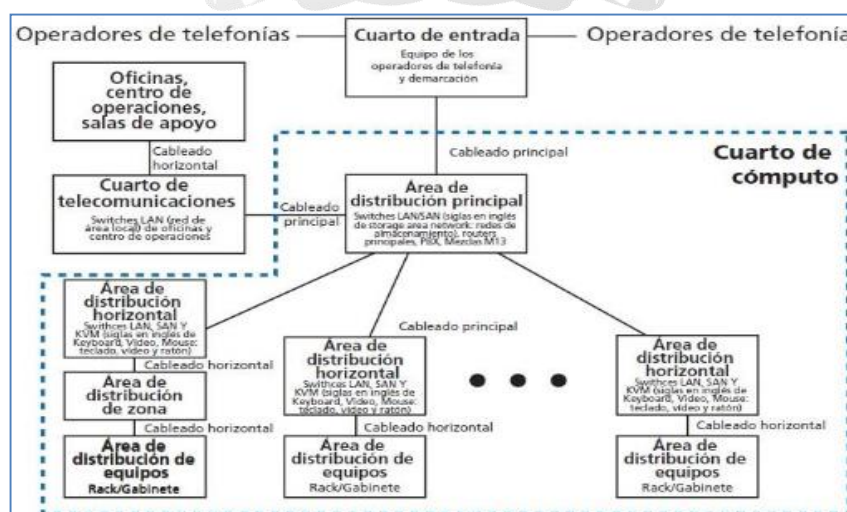 Operadores de telefonías
Cuarto de entrada
Equipo de los
operadores de telefonía
y demarcación
Operadores de telefonía
Oficinas,
centro de
operaciones,
salas de apoyo
Cableado
horizontal
Cableado principal
Cuarto de
cómputo
Cuarto de
telecomunicaciones
Switches LAN (red de
área local) de oficinas y
centro de operaciones
Cableado
principal
Área de
distribución principal
Switches LAN/SAN (siglas en inglés
de storage area network: redes de
almacenamiento), routers
principales, PBX, Mezclas M13
Área de
distribución
horizontal
Swithces LAN, SAN Y
KVM (siglas en inglés de
Keyboard, Video, Mouse:
teclado, vídeo y ratón)
Cableado horizontal
Área de
distribución
de zona
Cableado horizontal
Área de
distribución de
equipos
Rack/Gabinete
Cableado principal
Área de
distribución
horizontal
Swithces LAN, SAN Y
KVM (siglas en inglés de
Keyboard, Video, Mouse:
teclado, vídeo y ratón)
Cableado horizontal
Área de
distribución de
equipos
Rack/Gabinete
Área de
distribución
horizontal
Swithces LAN, SAN Y
KVM (siglas en inglés de
Keyboard, Video, Mouse:
teclado, vídeo y ratón)
Cableado horizontal
Área de
distribución de
equipos
Rack/Gabinete